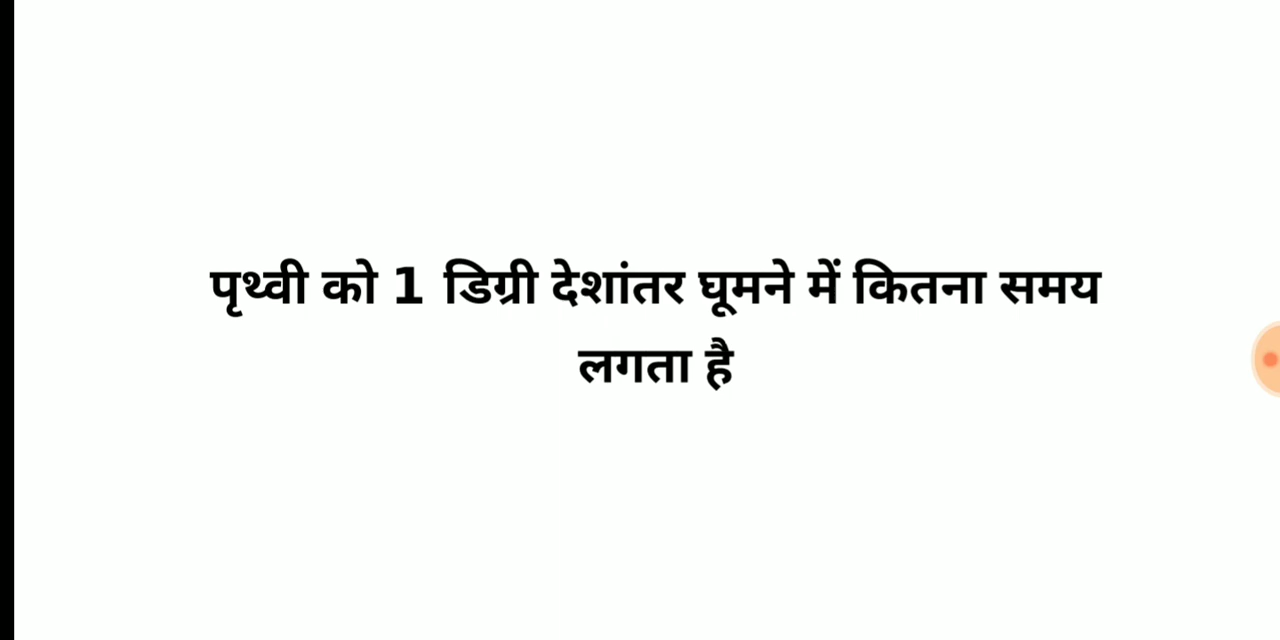 पृथ्वी को 1 डिग्री देशांतर घूमने में कितना समय
लगता है